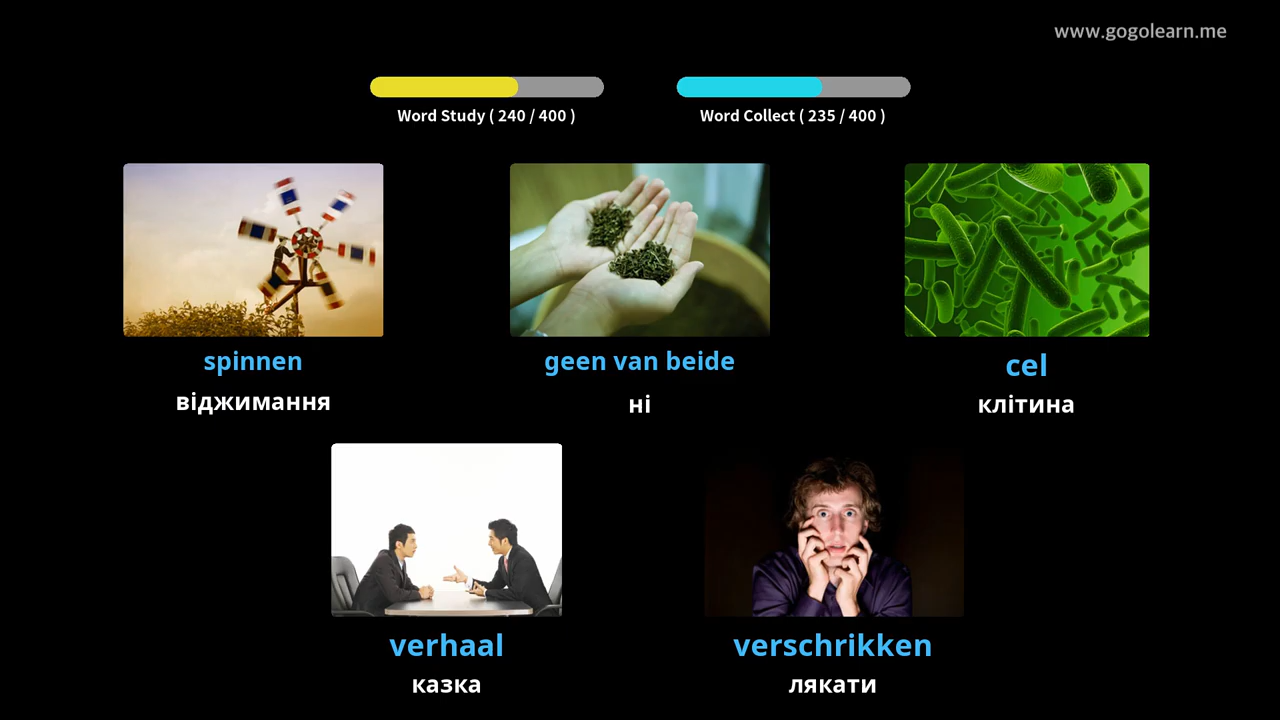 www.gogolearn.me
Word Study ( 240 / 400 )
Word Collect ( 235 / 400 )
spinnen
geen van beide
cel
віджимання
ні
клітина
verhaal
verschrikken
казка
лякати